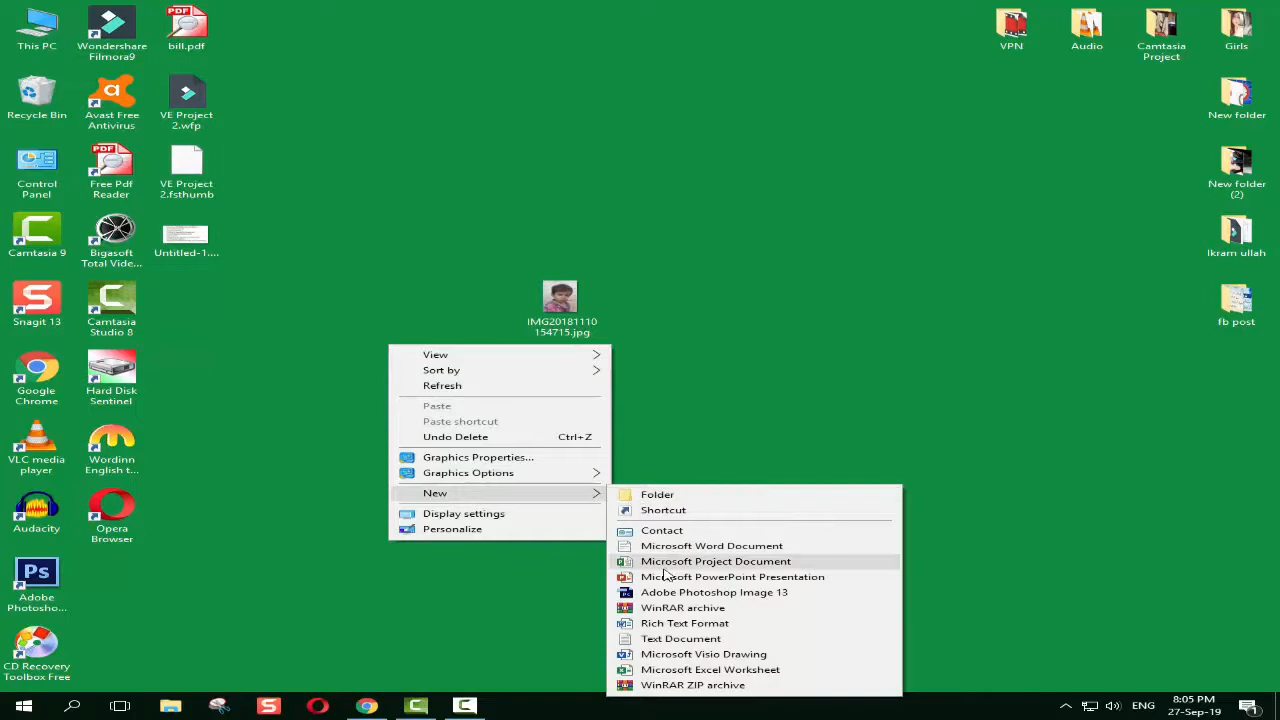 This PC
Wondershare
Filmora9
bill.pdf
VPN
Audio
Camtasia
Project
Girls
Recycle Bin
Avast Free
Antivirus
VE Project
2.wfp
New folder
Control
Panel
Free Pdf
Reader
VE Project
2.fsthumb
New folder
(2)
Camtasia 9
Bigasoft
Total Vide...
Untitled-1....
Ikram ullah
Snagit 13
Camtasia
Studio 8
IMG20181110
154715.jpg
fb post
Google
Chrome
Hard Disk
Sentinel
VLC media
player
Wordinn
English t...
Audacity
Opera
Browser
Adobe
Photosho...
CD Recovery
Toolbox Free
View
Sort by
Refresh
Paste
Paste shortcut
Undo Delete Ctrl+Z
Graphics Properties...
Graphics Options
New
Display settings
Personalize
Folder
Shortcut
Contact
Microsoft Word Document
Microsoft Project Document
Microsoft PowerPoint Presentation
Adobe Photoshop Image 13
WinRAR archive
Rich Text Format
Text Document
Microsoft Visio Drawing
Microsoft Excel Worksheet
WinRAR ZIP archive
ENG
8:05 PM
27-Sep-19
1